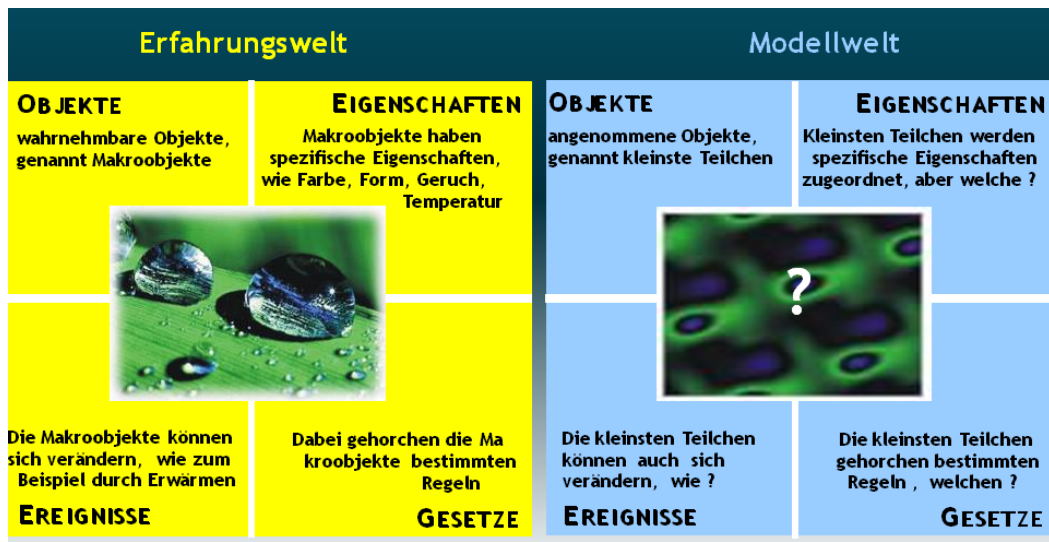 Erfahrungswelt
OBJEKTE
wahrnehmbare Objekte,
genannt Makroobjekte
EIGENSCHAFTEN
Makroobjekte haben
spezifische Eigenschaften,
wie Farbe, Form, Geruch,
Temperatur
Die Makroobjekte können
sich verändern, wie zum
Beispiel durch Erwärmen
EREIGNISSE
Dabei gehorchen die Ma
kroobjekte bestimmten
Regeln
GESETZE
Modellwelt
OBJEKTE
angenommene Objekte,
genannt kleinste Teilchen
EIGENSCHAFTEN
Kleinsten Teilchen werden
spezifische Eigenschaften
zugeordnet, aber welche ?
?
Die kleinsten Teilchen
können auch sich
verändern, wie ?
EREIGNISSE
Die kleinsten Teilchen
gehorchen bestimmten
Regeln , welchen ?
GESETZE